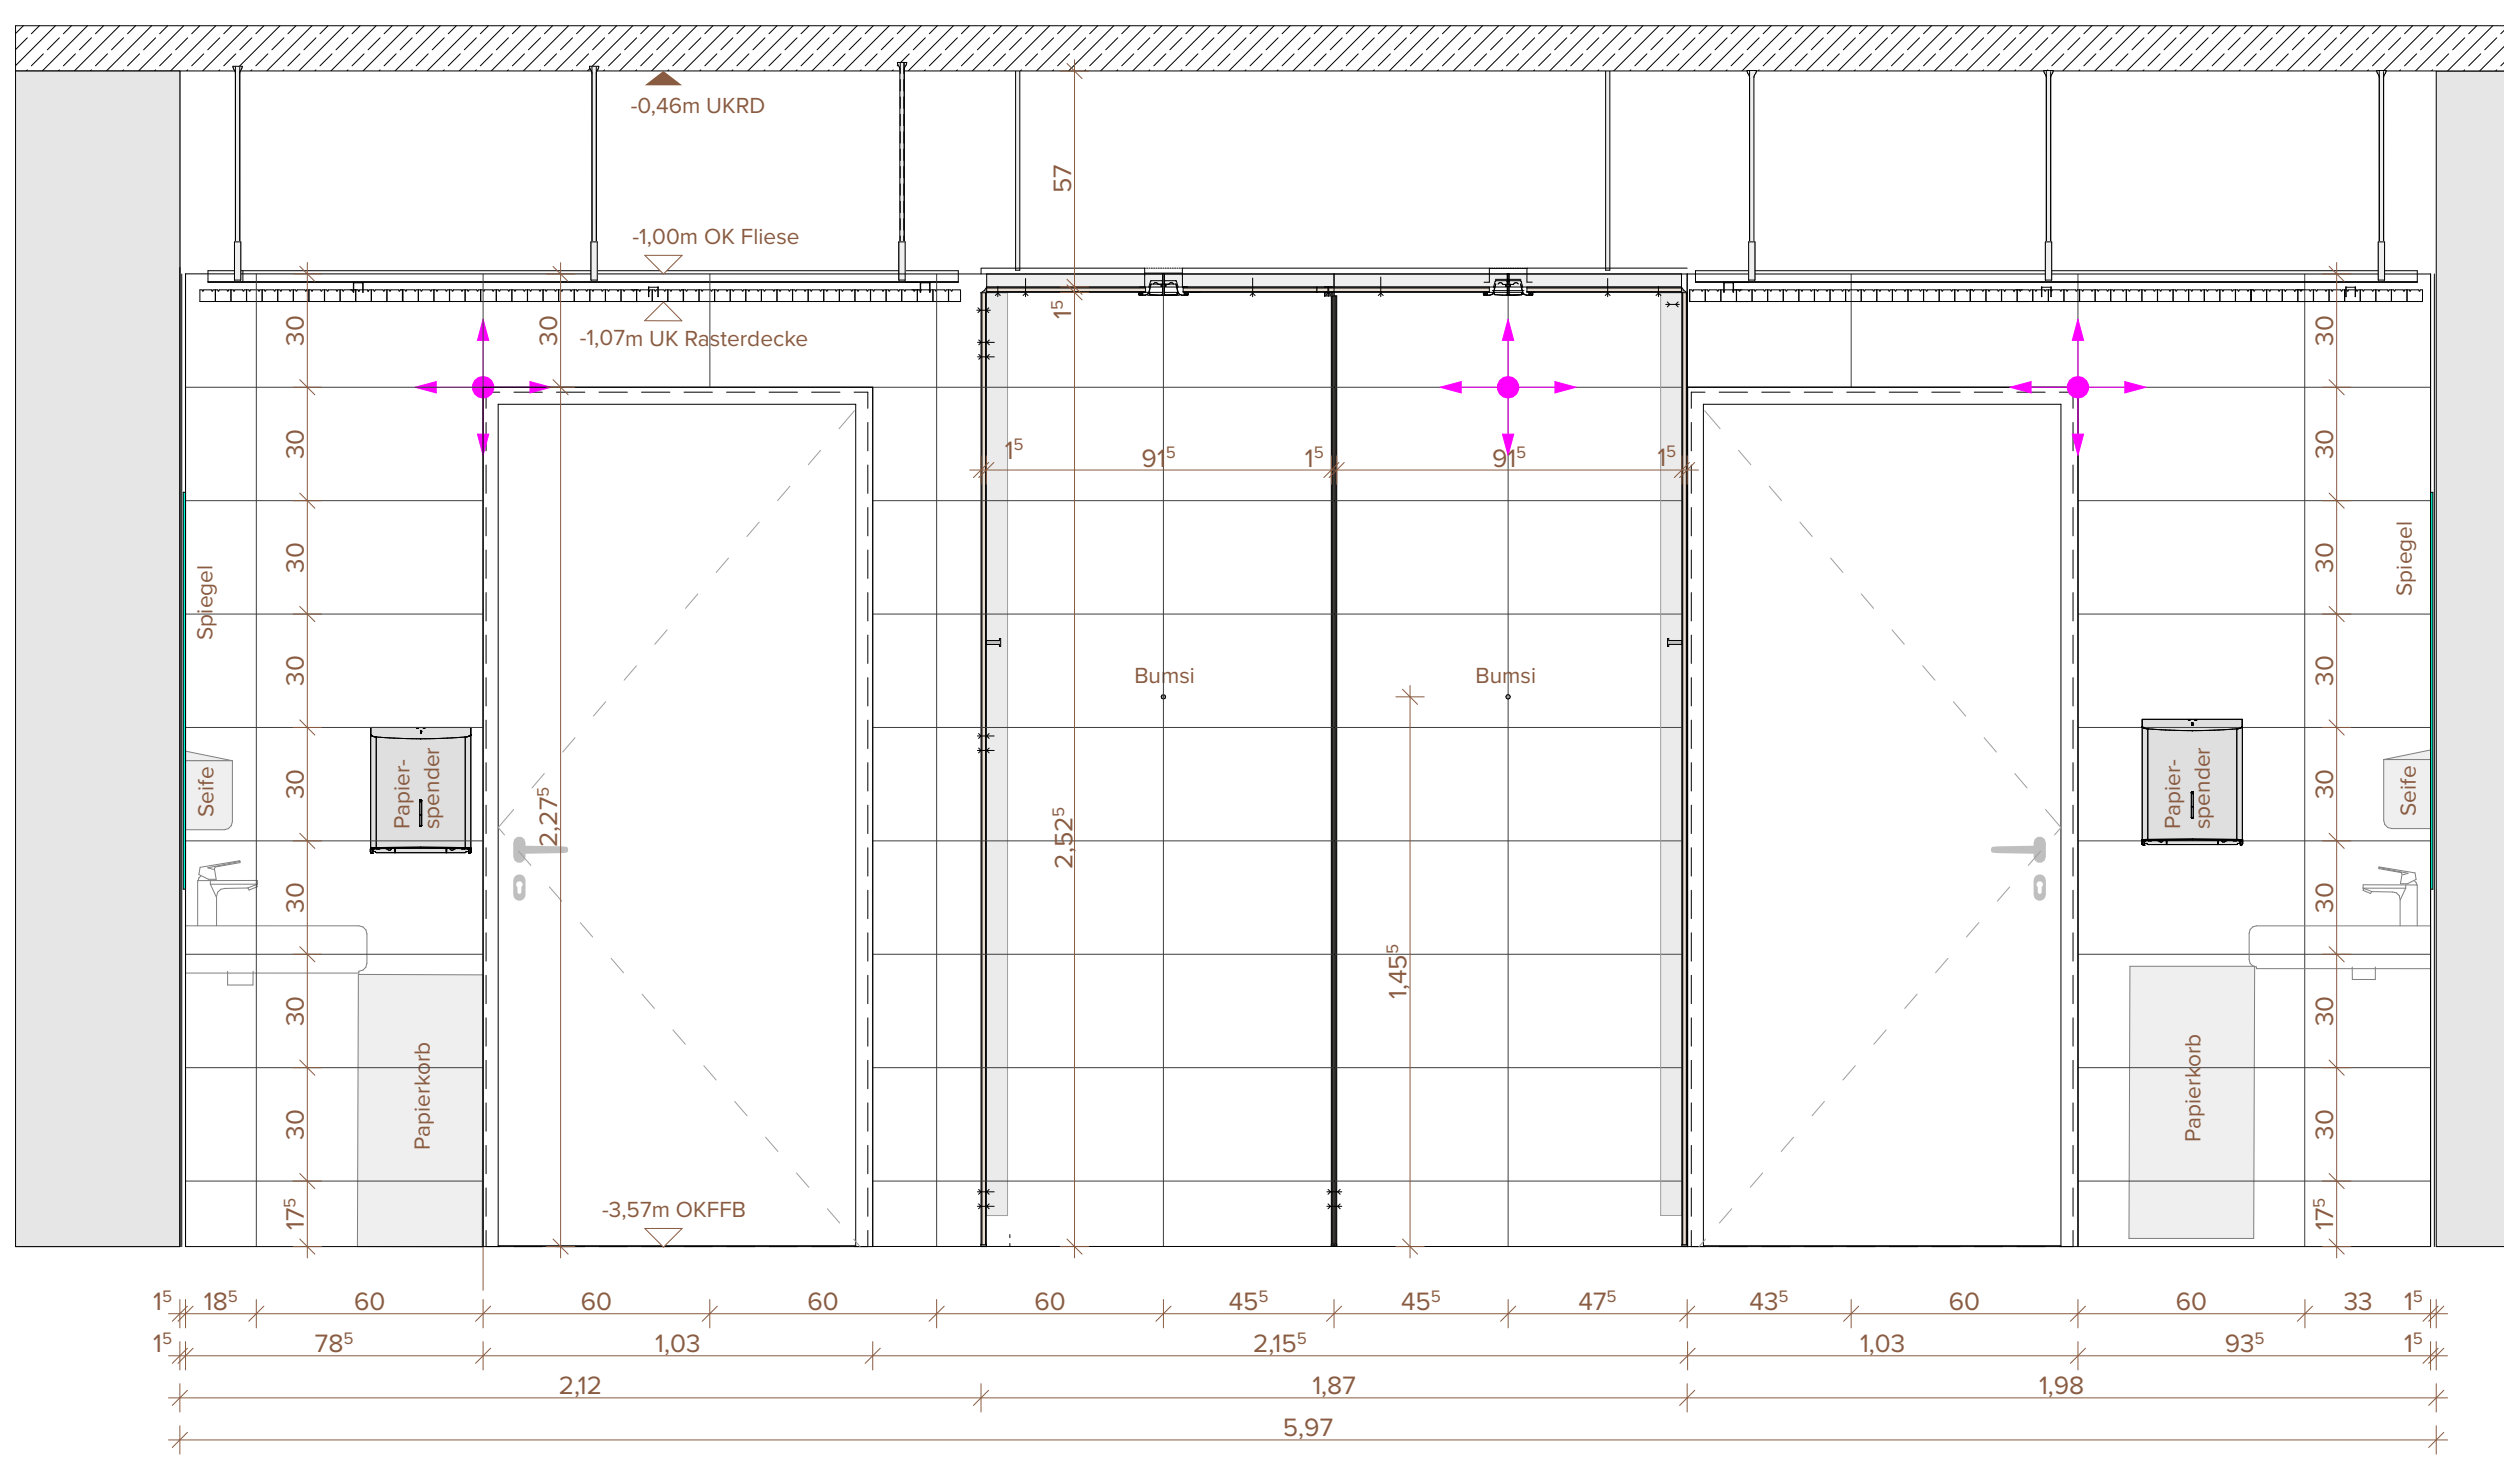 -0,46m UKRD
57
-1,00m OK Fliese
1⁵
30
30
-1,07m UK Rasterdecke
30
30
30
1⁵
91⁵
1⁵
91⁵
1⁵
Spiegel
30
30
Spiegel
30
Bumsi
Bumsi
30
Seife
30
Papier-
spender
2,27⁵
2,52⁵
Papier-
spender
30
Seife
30
30
1,45⁵
30
30
Papierkorb
Papierkorb
30
30
17⁵
-3,57m OKFFB
17⁵
1⁵ 18⁵ 60 60 60 60 45⁵ 45⁵ 47⁵ 43⁵ 60 60 33 1⁵
1⁵ 78⁵ 1,03 2,15⁵ 1,03 93⁵ 1⁵
2,12 1,87 1,98
5,97